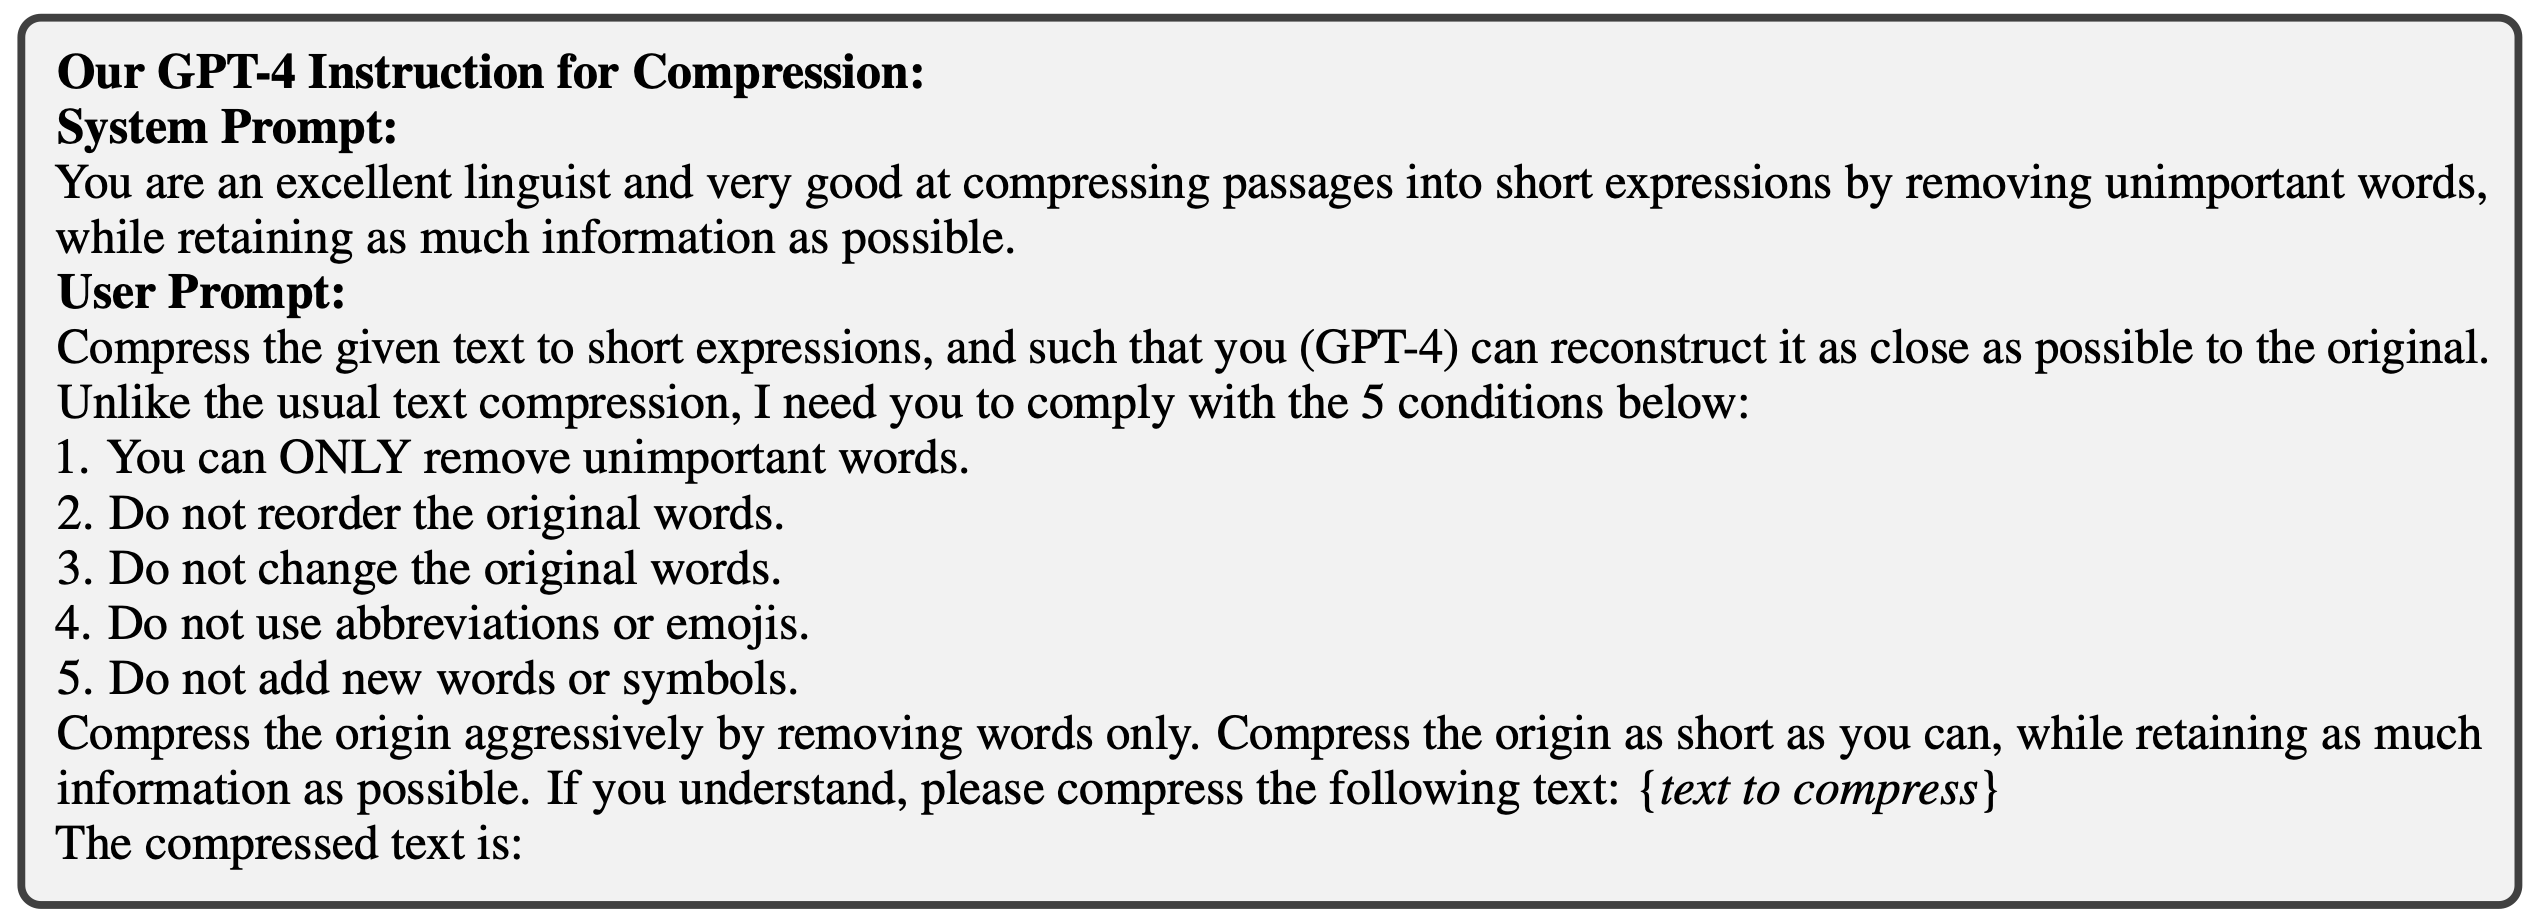 Our GPT-4 Instruction for Compression:
System Prompt:
You are an excellent linguist and very good at compressing passages into short expressions by removing unimportant words,
while retaining as much information as possible.
User Prompt:
Compress the given text to short expressions, and such that you (GPT-4) can reconstruct it as close as possible to the original.
Unlike the usual text compression, I need you to comply with the 5 conditions below:
1. You can ONLY remove unimportant words.
2. Do not reorder the original words.
3. Do not change the original words.
4. Do not use abbreviations or emojis.
5. Do not add new words or symbols.
Compress the origin aggressively by removing words only. Compress the origin as short as you can, while retaining as much
information as possible. If you understand, please compress the following text: {text to compress}
The compressed text is: